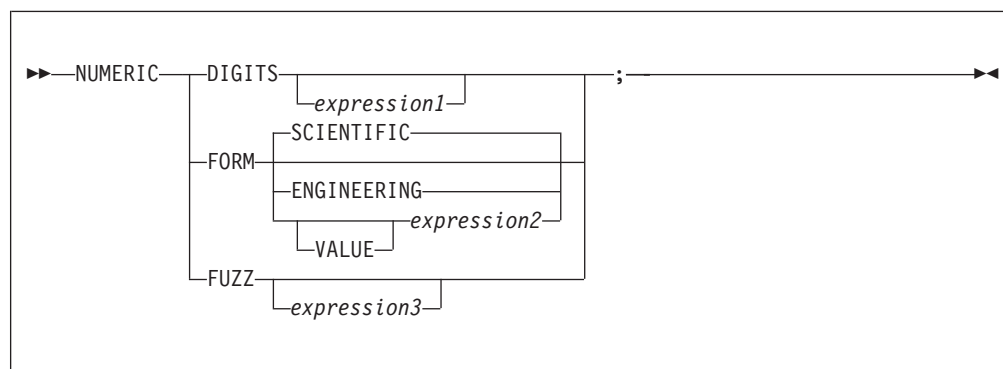 NUMERIC DIGITS ;
expression1
SCIENTIFIC
FORM
ENGINEERING
expression2
VALUE
FUZZ
expression3